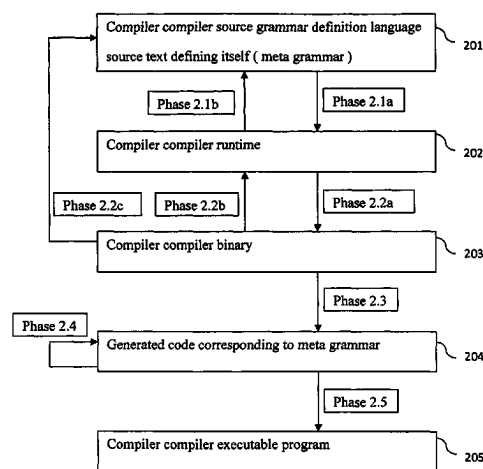 Compiler compiler source grammar definition language
source text defining itself ( meta grammar )
201
Phase 2.1b
Phase 2.1a
Compiler compiler runtime
202
Phase 2.2c
Phase 2.2b
Phase 2.2a
Compiler compiler binary
203
Phase 2.3
Phase 2.4
Generated code corresponding to meta grammar
204
Phase 2.5
Compiler compiler executable program
205